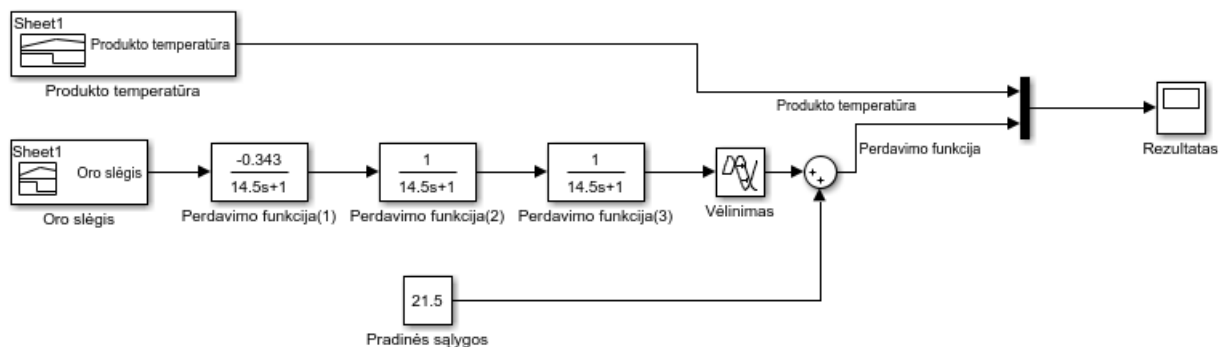 Sheet1
Produkto temperatūra
Produkto temperatūra
Produkto temperatūra
Sheet1
Oro slėgis
Oro slėgis
-0.343
14.5s+1
Perdavimo funkcija(1)
1
14.5s+1
Perdavimo funkcija(2)
1
14.5s+1
Perdavimo funkcija(3)
Vėlinimas
++
Perdavimo funkcija
Rezultatas
21.5
Pradinės sąlygos